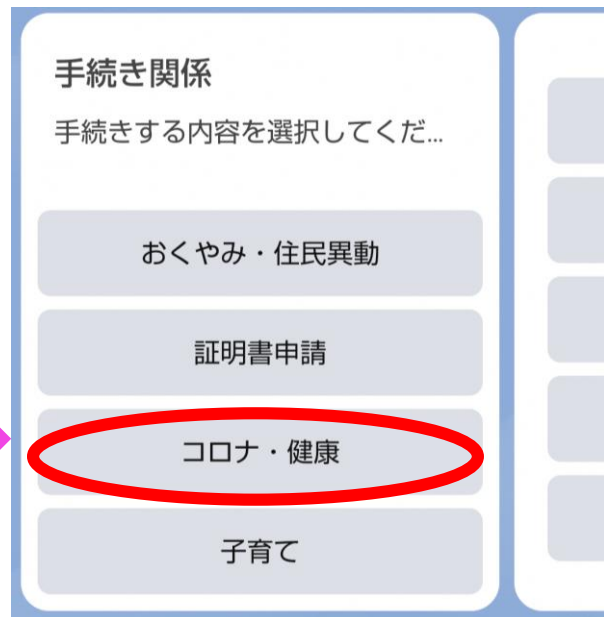 手続き関係
手続きする内容を選択してくだ...
おくやみ・住民異動
証明書申請
コロナ・健康
子育て